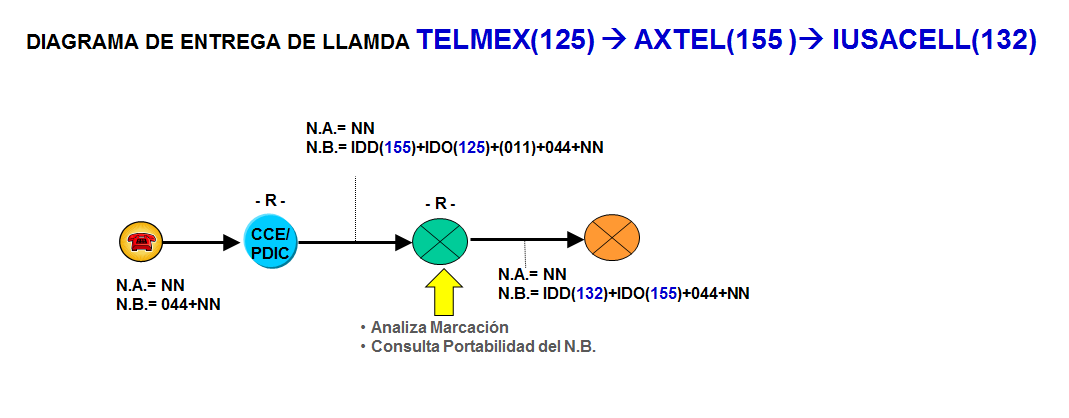 DIAGRAMA DE ENTREGA DE LLAMDA TELMEX(125) → AXTEL(155 )→ IUSACELL(132)
N.A.= NN
N.B.= IDD(155)+IDO(125)+(011)+044+NN
- R -
- R -
CCE/
PDIC
N.A.= NN
N.B.= 044+NN
N.A.= NN
N.B.= IDD(132)+IDO(155)+044+NN
• Analiza Marcación
• Consulta Portabilidad del N.B.